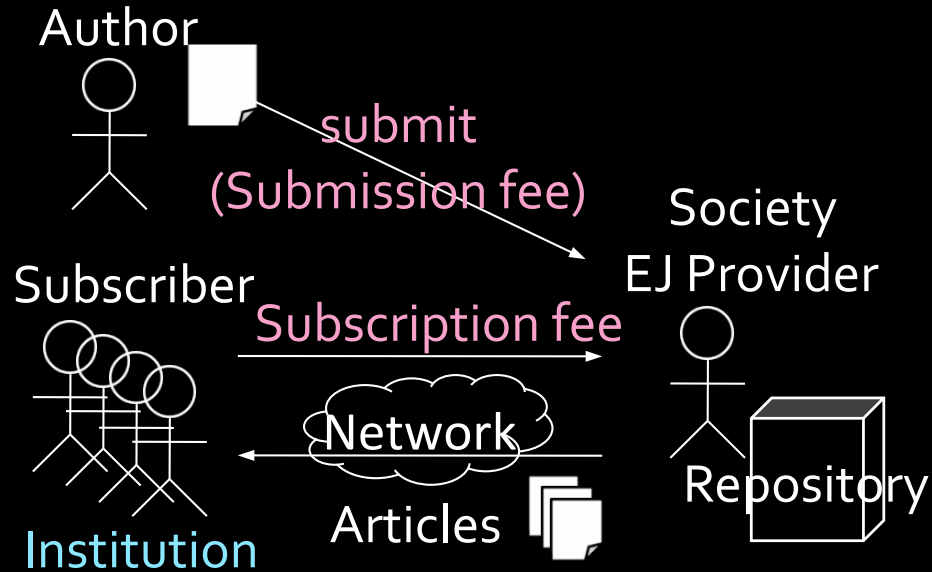 Author
submit
(Submission fee)
Society
EJ Provider
Subscriber
Subscription fee
Network
Repository
Articles
Institution